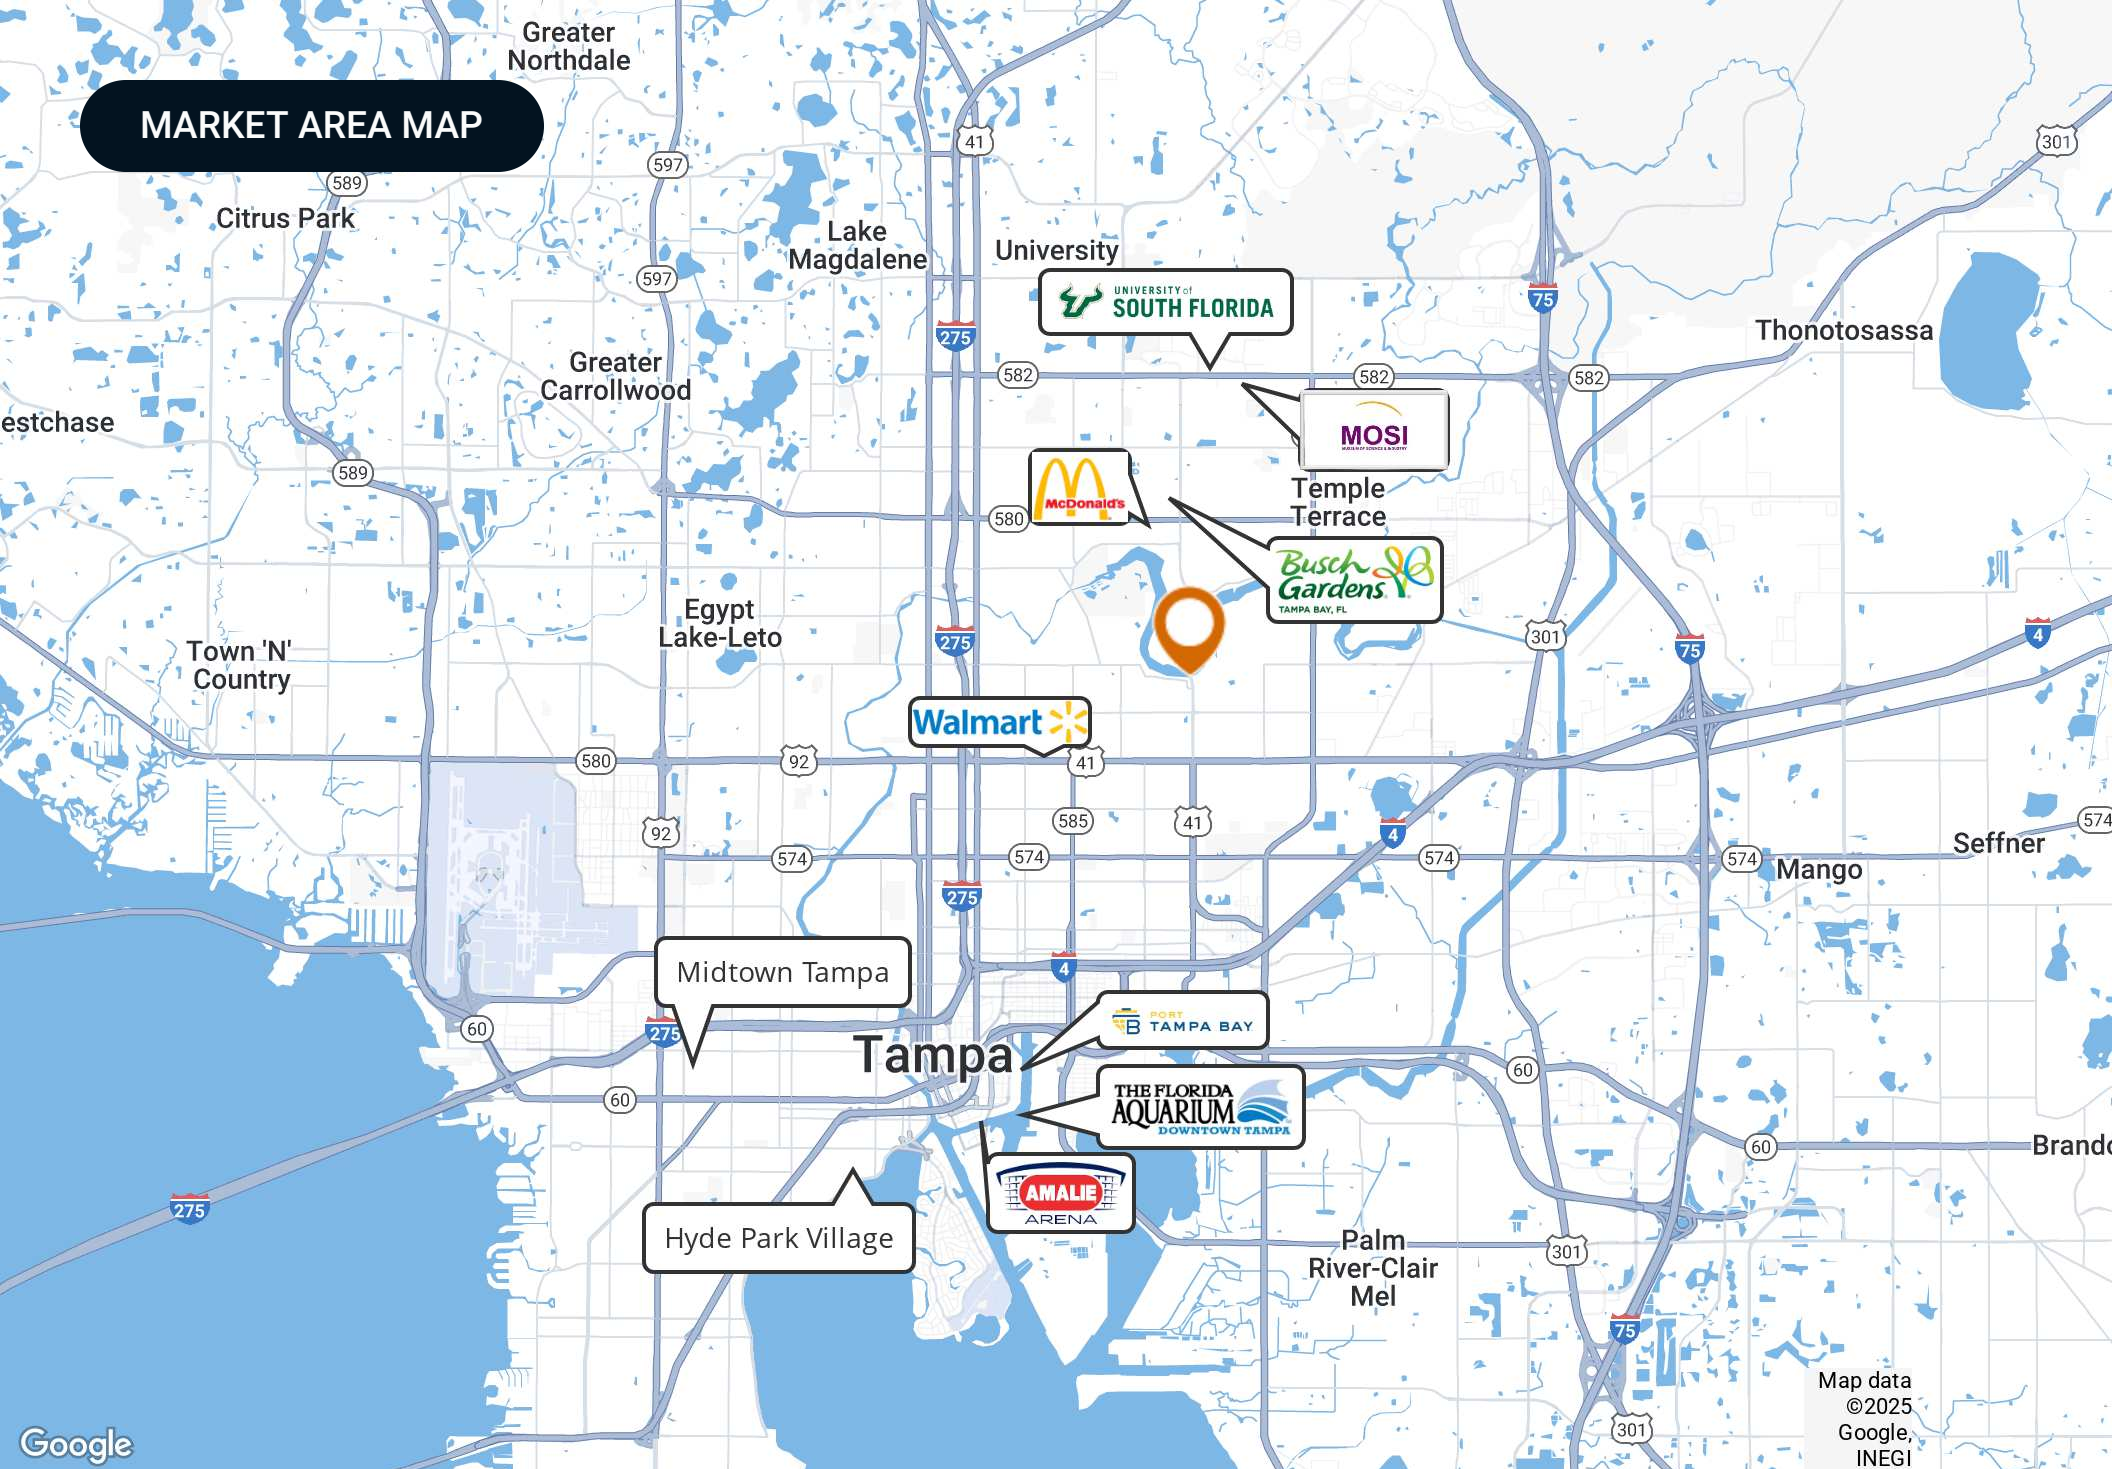 Greater
Northdale
MARKET AREA MAP
41
301
597
589
Citrus Park
Lake
Magdalene
University
597
UNIVERSITY of
SOUTH FLORIDA
75
275
Thonotosassa
Greater
Carrollwood
582
582
582
estchase
MOSI
MUSEUM OF SCIENCE & INDUSTRY
589
McDonald's
Temple
Terrace
580
Busch
Gardens
TAMPA BAY, FL
Egypt
Lake-Leto
Town 'N'
Country
275
301
75
4
Walmart
580
92
41
92
585
41
4
574
574
574
574
574
Seffner
Mango
275
Midtown Tampa
4
60
275
PORT
TAMPA BAY
Tampa
60
60
THE FLORIDA
AQUARIUM
DOWNTOWN TAMPA
60
Brando
275
AMALIE
ARENA
Hyde Park Village
Palm
River-Clair
Mel
301
75
Map data
©2025
Google,
INEGI
301
Google